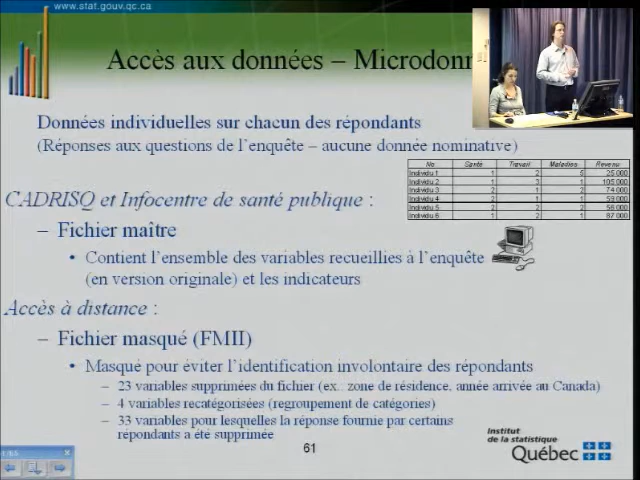 www.stat.gouv.qc.ca
Accès aux données – Microdonn
Données individuelles sur chacun des répondants
(Réponses aux questions de l'enquête – aucune donnée nominative)
No Santé Travail Maladies Revenu
Individu 1 1 2 5 25 000
Individu 2 1 3 1 105 000
Individu 3 2 1 2 74 000
Individu 4 1 1 1 59 000
Individu 5 2 2 2 56 000
Individu 6 1 2 1 87 000
CADRISQ et Infocentre de santé publique :
– Fichier maître
• Contient l'ensemble des variables recueillies à l'enquête
(en version originale) et les indicateurs
Accès à distance :
– Fichier masqué (FMII)
• Masqué pour éviter l'identification involontaire des répondants
– 23 variables supprimées du fichier (ex.: zone de résidence, année arrivée au Canada)
– 4 variables recatégorisées (regroupement de catégories)
– 33 variables pour lesquelles la réponse fournie par certains
répondants a été supprimée
61
Institut
de la statistique
Québec